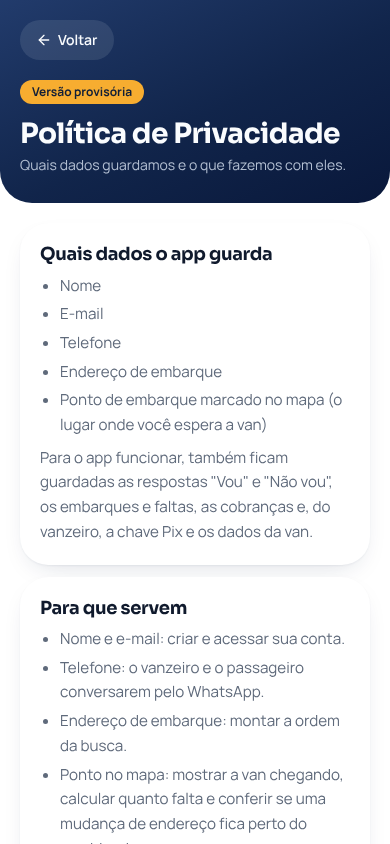 Voltar
Versão provisória
Política de Privacidade
Quais dados guardamos e o que fazemos com eles.
Quais dados o app guarda
• Nome
• E-mail
• Telefone
• Endereço de embarque
• Ponto de embarque marcado no mapa (o
lugar onde você espera a van)
Para o app funcionar, também ficam
guardadas as respostas "Vou" e "Não vou",
os embarques e faltas, as cobranças e, do
vanzeiro, a chave Pix e os dados da van.
Para que servem
• Nome e e-mail: criar e acessar sua conta.
• Telefone: o vanzeiro e o passageiro
conversarem pelo WhatsApp.
• Endereço de embarque: montar a ordem
da busca.
• Ponto no mapa: mostrar a van chegando,
calcular quanto falta e conferir se uma
mudança de endereço fica perto do